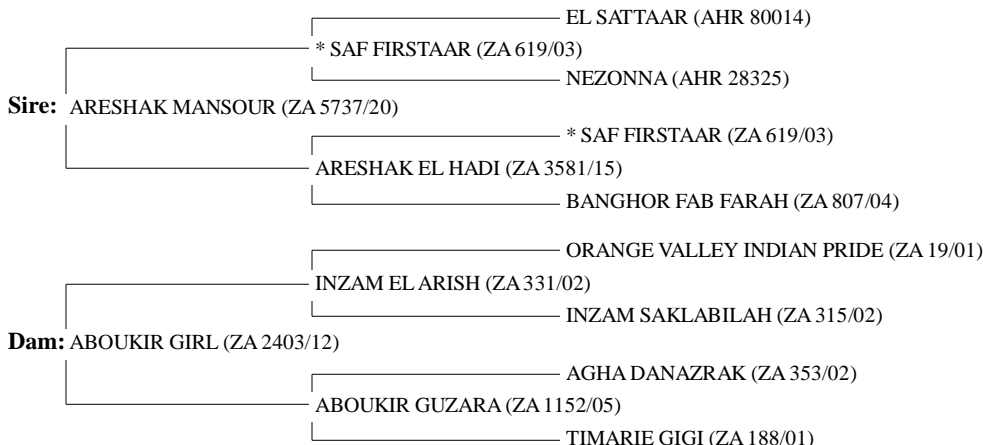 EL SATTAAR (AHR 80014)
* SAF FIRSTAAR (ZA 619/03)
NEZONNA (AHR 28325)
Sire: ARESHAK MANSOUR (ZA 5737/20)
* SAF FIRSTAAR (ZA 619/03)
ARESHAK EL HADI (ZA 3581/15)
BANGHOR FAB FARAH (ZA 807/04)
ORANGE VALLEY INDIAN PRIDE (ZA 19/01)
INZAM EL ARISH (ZA 331/02)
INZAM SAKLABILAH (ZA 315/02)
Dam: ABOUKIR GIRL (ZA 2403/12)
AGHA DANAZRAK (ZA 353/02)
ABOUKIR GUZARA (ZA 1152/05)
TIMARIE GIGI (ZA 188/01)